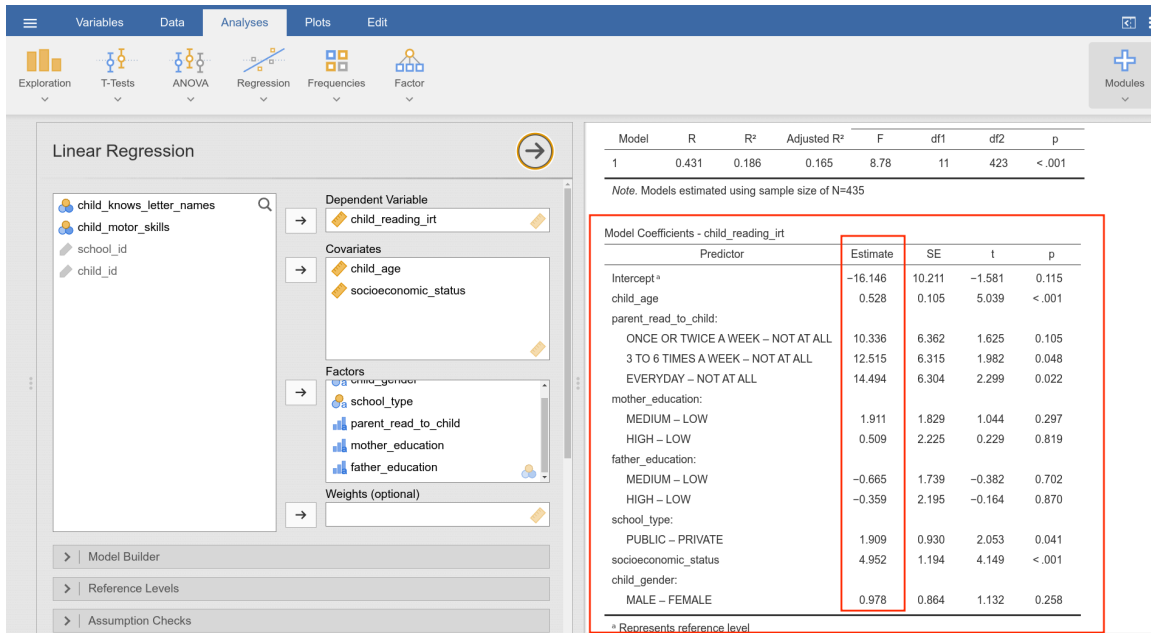 Variables Data Analyses Plots Edit
Exploration T-Tests ANOVA Regression Frequencies Factor Modules
Linear Regression
child_knows_letter_names
child_motor_skills
school_id
child_id
Dependent Variable
child_reading_irt
Covariates
child_age
socioeconomic_status
Factors
child_gender
school_type
parent_read_to_child
mother_education
father_education
Weights (optional)
Model Builder
Reference Levels
Assumption Checks
Model R R² Adjusted R² F df1 df2 p
1 0.431 0.186 0.165 8.78 11 423 < .001
Note. Models estimated using sample size of N=435
Model Coefficients - child_reading_irt
Predictor Estimate SE t p
Intercept ᵃ −16.146 10.211 −1.581 0.115
child_age 0.528 0.105 5.039 < .001
parent_read_to_child:
ONCE OR TWICE A WEEK – NOT AT ALL 10.336 6.362 1.625 0.105
3 TO 6 TIMES A WEEK – NOT AT ALL 12.515 6.315 1.982 0.048
EVERYDAY – NOT AT ALL 14.494 6.304 2.299 0.022
mother_education:
MEDIUM – LOW 1.911 1.829 1.044 0.297
HIGH – LOW 0.509 2.225 0.229 0.819
father_education:
MEDIUM – LOW −0.665 1.739 −0.382 0.702
HIGH – LOW −0.359 2.195 −0.164 0.870
school_type:
PUBLIC – PRIVATE 1.909 0.930 2.053 0.041
socioeconomic_status 4.952 1.194 4.149 < .001
child_gender:
MALE – FEMALE 0.978 0.864 1.132 0.258
ᵃ Represents reference level